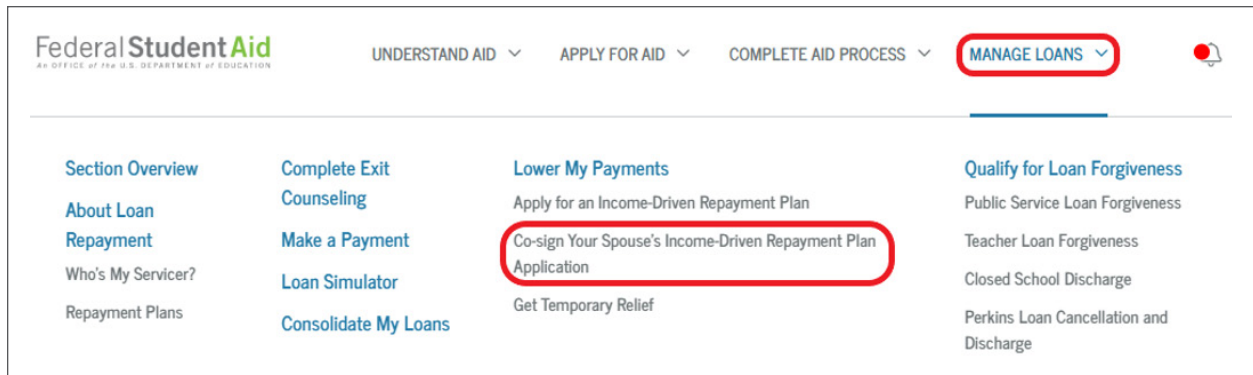 Federal Student Aid
An OFFICE of the U.S. DEPARTMENT of EDUCATION
UNDERSTAND AID
APPLY FOR AID
COMPLETE AID PROCESS
MANAGE LOANS
Section Overview
About Loan
Repayment
Who's My Servicer?
Repayment Plans
Complete Exit
Counseling
Make a Payment
Loan Simulator
Consolidate My Loans
Lower My Payments
Apply for an Income-Driven Repayment Plan
Co-sign Your Spouse's Income-Driven Repayment Plan
Application
Get Temporary Relief
Qualify for Loan Forgiveness
Public Service Loan Forgiveness
Teacher Loan Forgiveness
Closed School Discharge
Perkins Loan Cancellation and
Discharge